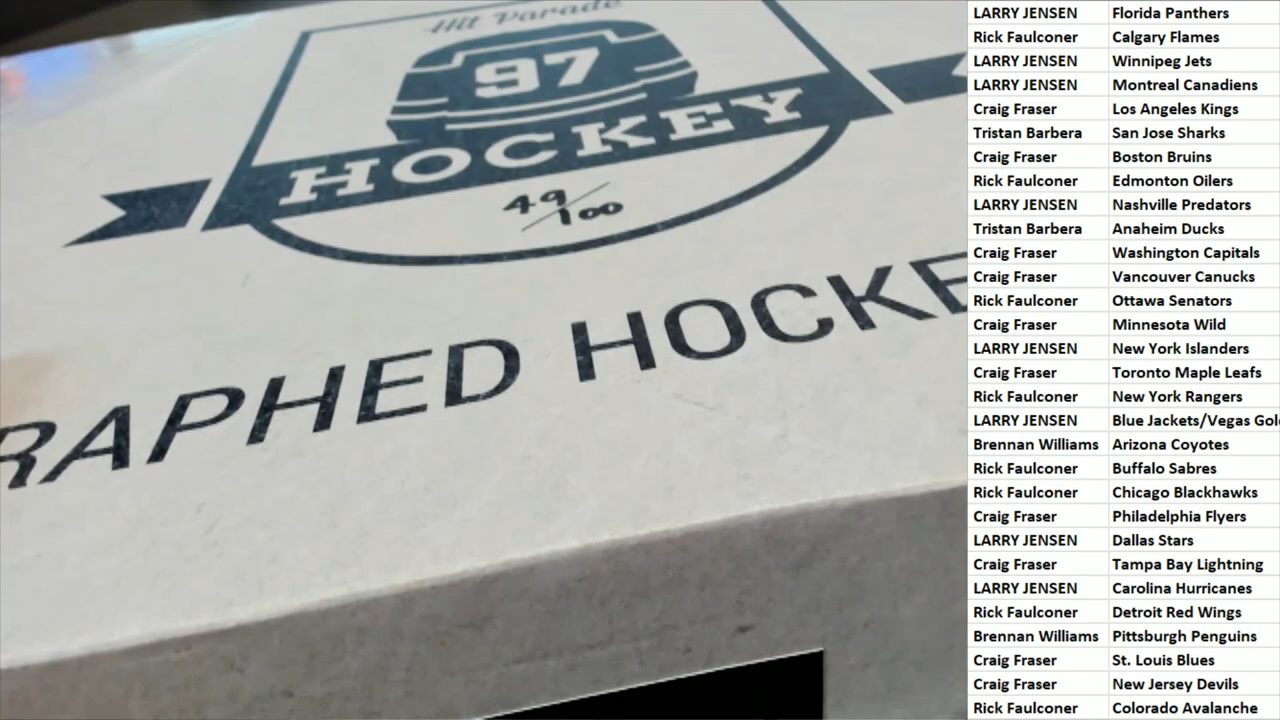 Hit Parade
97
HOCKEY
49/100
RAPHED HOCKE
LARRY JENSEN Florida Panthers
Rick Faulconer Calgary Flames
LARRY JENSEN Winnipeg Jets
LARRY JENSEN Montreal Canadiens
Craig Fraser Los Angeles Kings
Tristan Barbera San Jose Sharks
Craig Fraser Boston Bruins
Rick Faulconer Edmonton Oilers
LARRY JENSEN Nashville Predators
Tristan Barbera Anaheim Ducks
Craig Fraser Washington Capitals
Craig Fraser Vancouver Canucks
Rick Faulconer Ottawa Senators
Craig Fraser Minnesota Wild
LARRY JENSEN New York Islanders
Craig Fraser Toronto Maple Leafs
Rick Faulconer New York Rangers
LARRY JENSEN Blue Jackets/Vegas Gol
Brennan Williams Arizona Coyotes
Rick Faulconer Buffalo Sabres
Rick Faulconer Chicago Blackhawks
Craig Fraser Philadelphia Flyers
LARRY JENSEN Dallas Stars
Craig Fraser Tampa Bay Lightning
LARRY JENSEN Carolina Hurricanes
Rick Faulconer Detroit Red Wings
Brennan Williams Pittsburgh Penguins
Craig Fraser St. Louis Blues
Craig Fraser New Jersey Devils
Rick Faulconer Colorado Avalanche